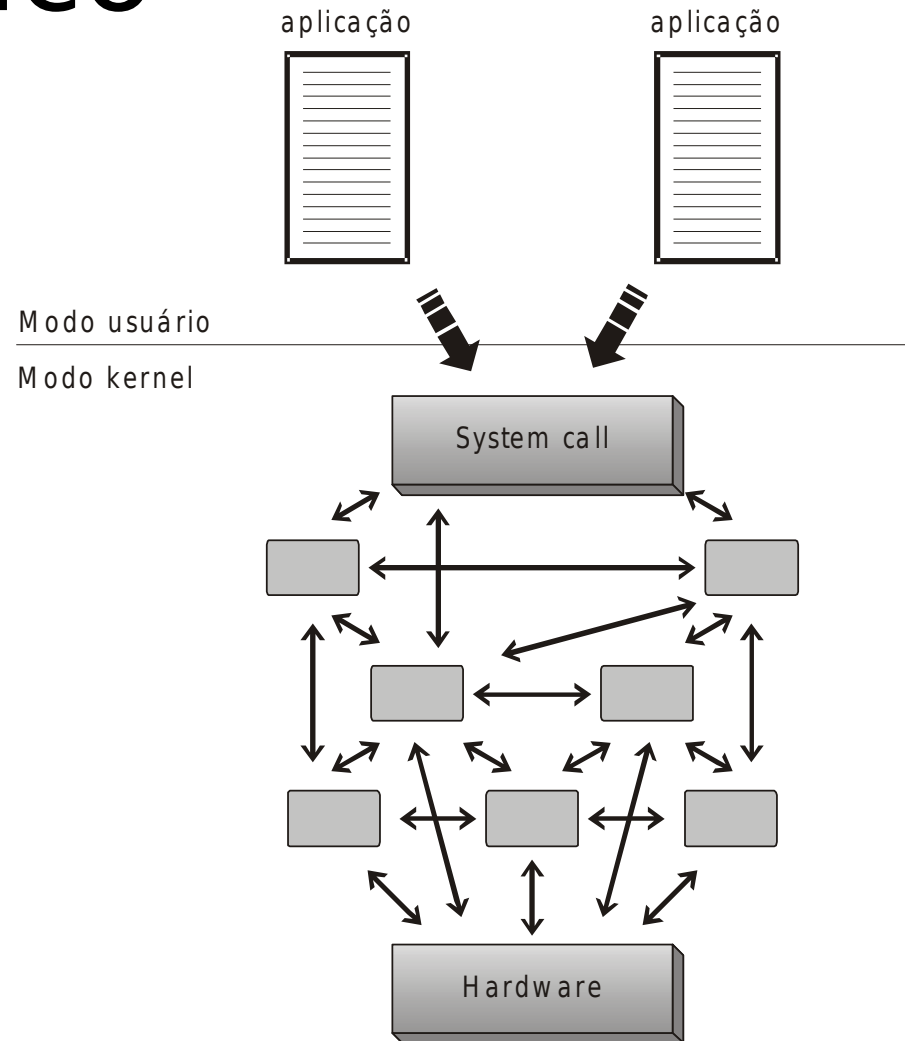 aplicação
aplicação
Modo usuário
Modo kernel
System call
Hardware